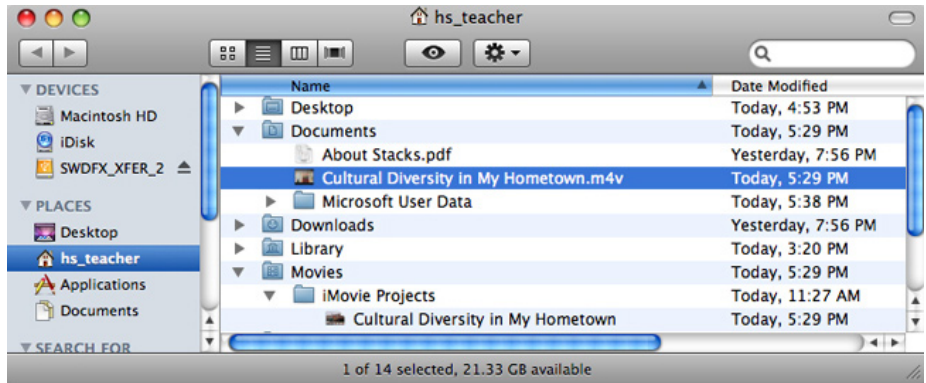 hs_teacher
Name Date Modified
DEVICES
Macintosh HD
iDisk
SWDFX_XFER_2
PLACES
Desktop
hs_teacher
Applications
Documents
SEARCH FOR
Desktop Today, 4:53 PM
Documents Today, 5:29 PM
About Stacks.pdf Yesterday, 7:56 PM
Cultural Diversity in My Hometown.m4v Today, 5:29 PM
Microsoft User Data Today, 5:38 PM
Downloads Yesterday, 7:56 PM
Library Today, 3:20 PM
Movies Today, 5:29 PM
iMovie Projects Today, 11:27 AM
Cultural Diversity in My Hometown Today, 5:29 PM
1 of 14 selected, 21.33 GB available